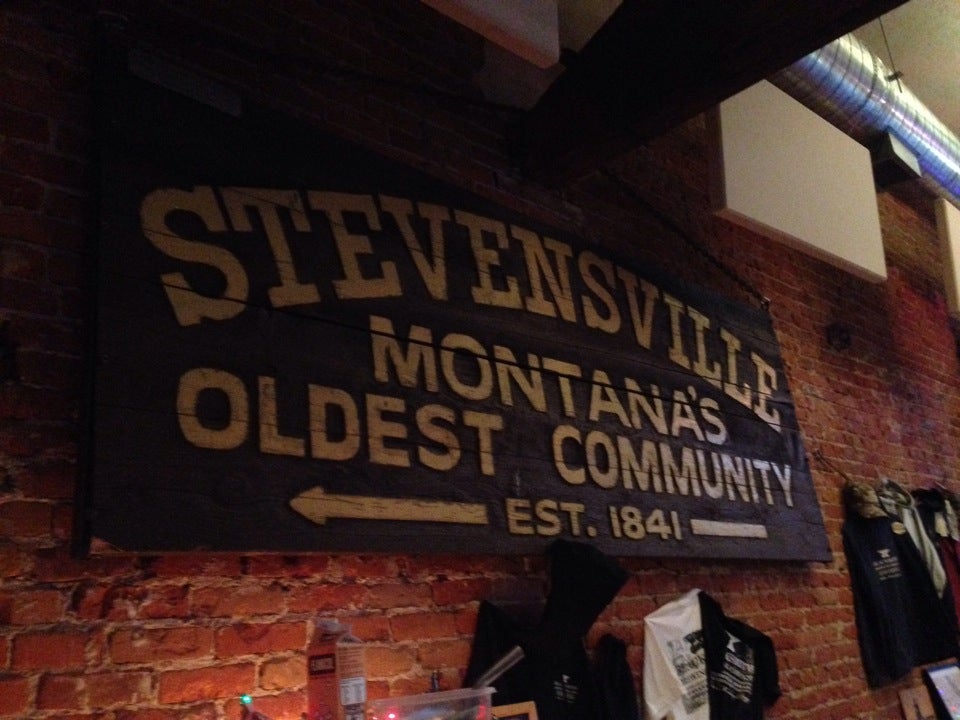 STEVENSVILLE
MONTANA'S
OLDEST COMMUNITY
EST. 1841